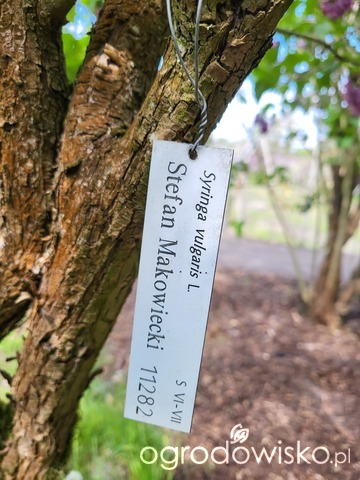 Syringa vulgaris L.
Stefan Makowiecki 11282
S VI-VII
OGRODOWISKO.pl